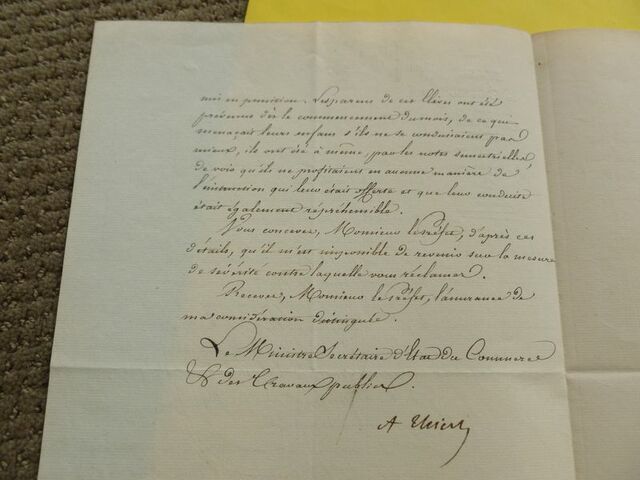 mis en punition. Les parens de ces Elèves ont été
prévenus dès le commencement du mois, de ce qui
menaçait leurs enfans s'ils ne se conduisaient pas
mieux, ils ont été à même, par les notes semestrielles,
de voir qu'ils ne profitaient en aucune manière de
l'instruction qui leur était offerte et que leur conduite
était également répréhensible.
Vous concevez, Monsieur le Préfet, d'après ces
détails, qu'il m'est impossible de revenir sur la mesure
de sévérité contre laquelle vous réclamez.
Recevez, Monsieur le Préfet, l'assurance de
ma considération distinguée.
Le Ministre Secrétaire d'Etat du Commerce
& des Travaux publics.
A Thiers